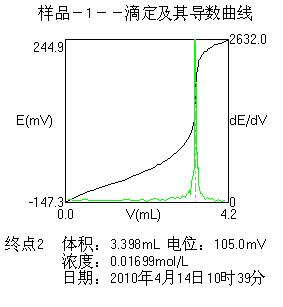 样品-1--滴定及其导数曲线
244.9
2632.0
E(mV)
dE/dV
-147.3
0
0.0
V(mL)
4.2
终点2 体积: 3.398mL 电位: 105.0mV
浓度: 0.01699mol/L
日期: 2010年4月14日10时39分